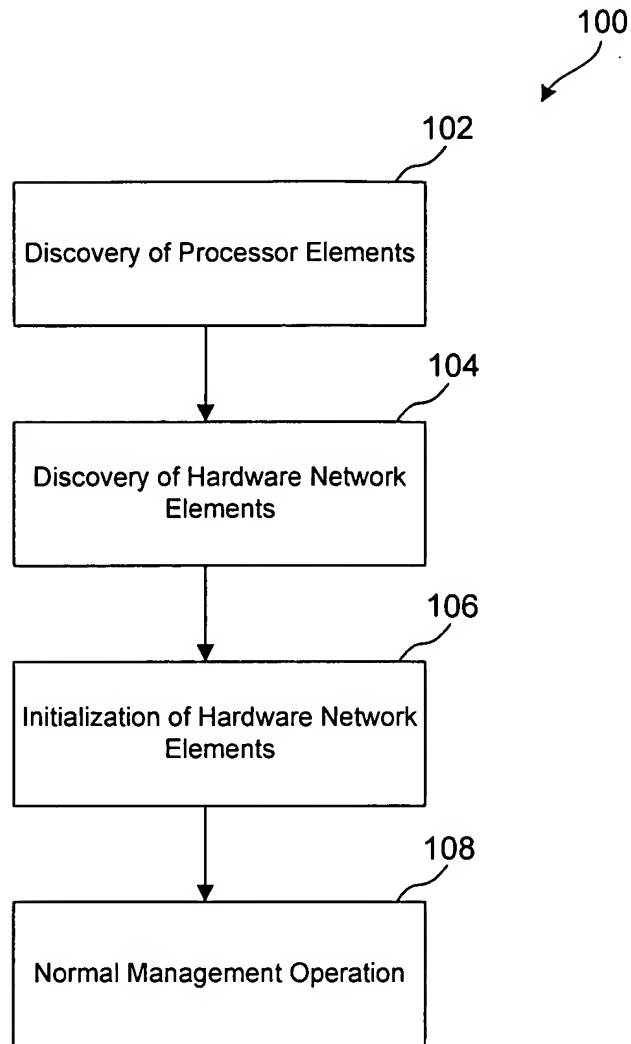 100
102
Discovery of Processor Elements
104
Discovery of Hardware Network
Elements
106
Initialization of Hardware Network
Elements
108
Normal Management Operation